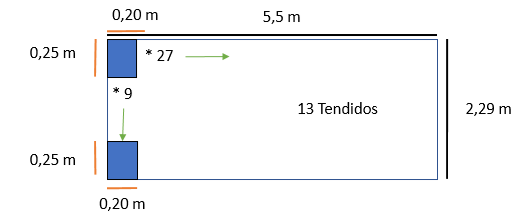 0,20 m
5,5 m
0,25 m
* 27
* 9
13 Tendidos
2,29 m
0,25 m
0,20 m